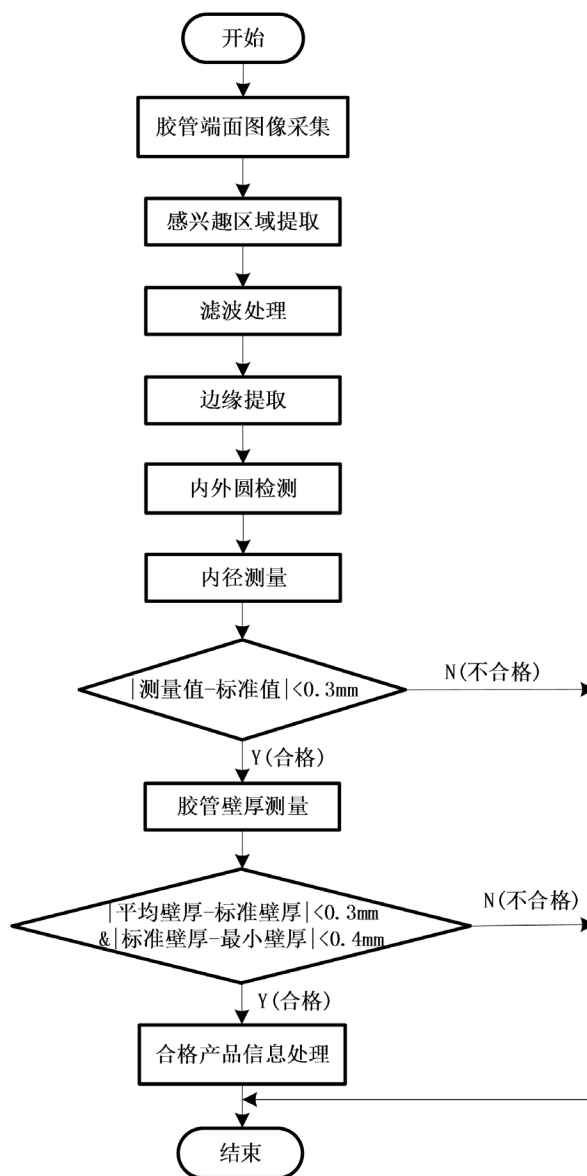 开始
胶管端面图像采集
感兴趣区域提取
滤波处理
边缘提取
内外圆检测
内径测量
|测量值-标准值|<0.3mm
N(不合格)
Y(合格)
胶管壁厚测量
|平均壁厚-标准壁厚|<0.3mm
&|标准壁厚-最小壁厚|<0.4mm
N(不合格)
Y(合格)
合格产品信息处理
结束